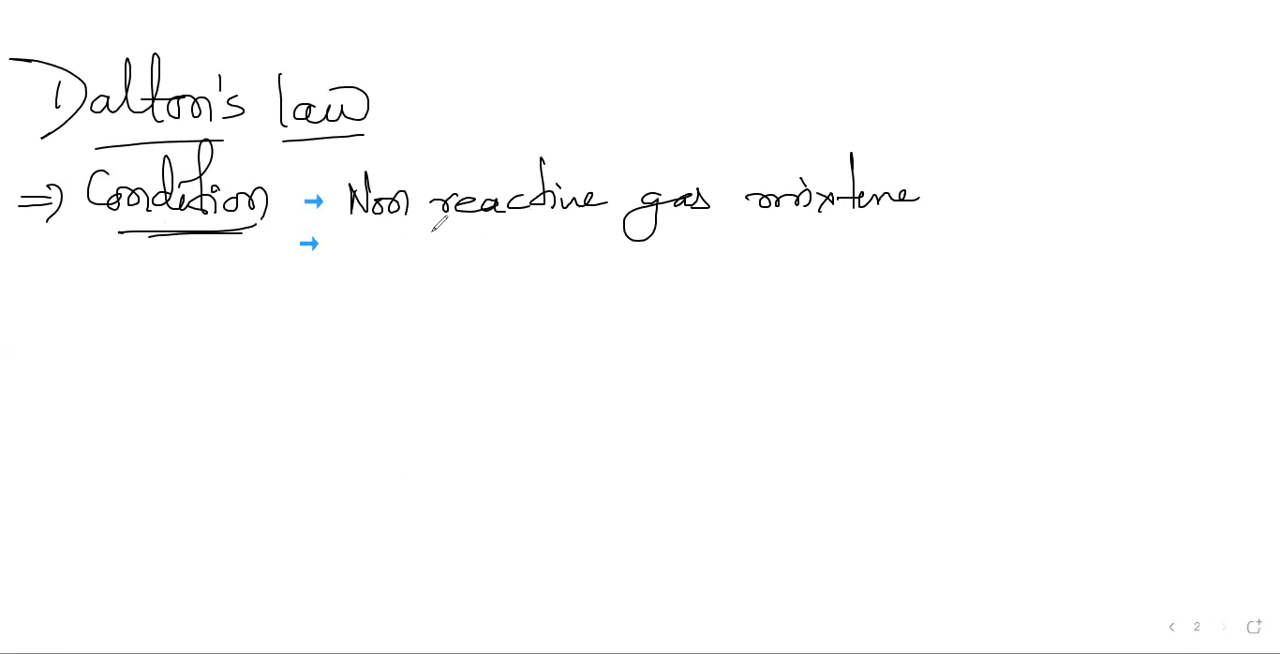 Dalton's law
⇒ Condition → Non reactive gas mixture
→
< 2 >